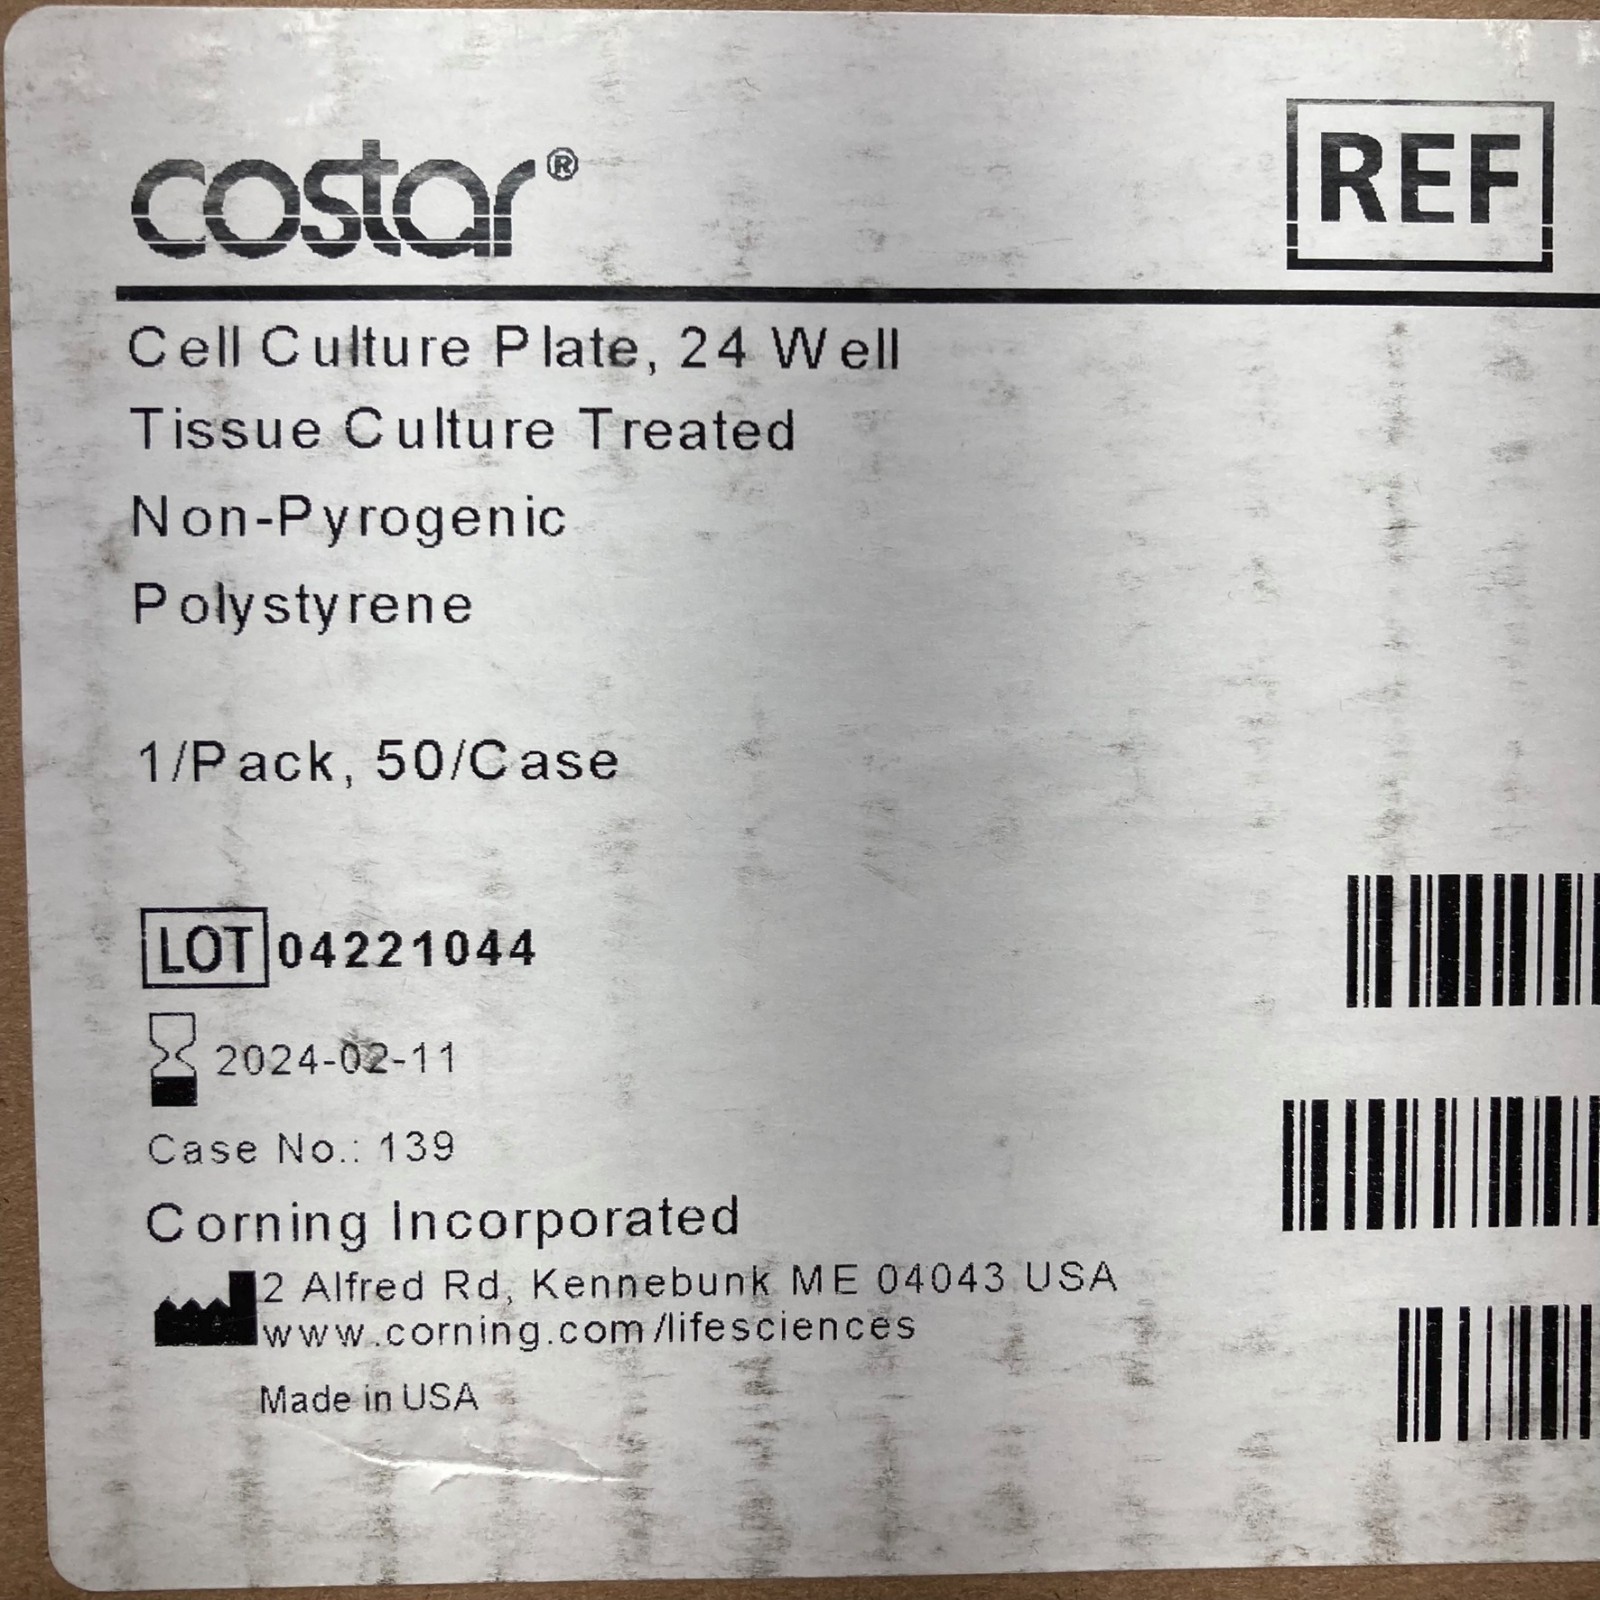 costar®
REF
Cell Culture Plate, 24 Well
Tissue Culture Treated
Non-Pyrogenic
Polystyrene
1/Pack, 50/Case
LOT 04221044
2024-02-11
Case No.: 139
Corning Incorporated
2 Alfred Rd, Kennebunk ME 04043 USA
www.corning.com/lifesciences
Made in USA